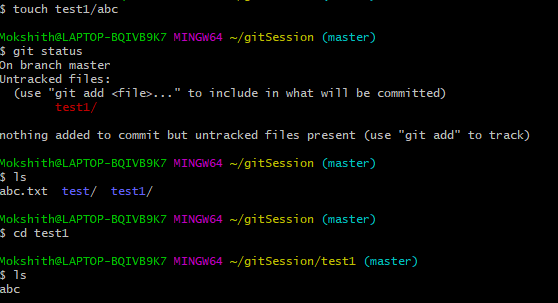 $ touch test1/abc
Mokshith@LAPTOP-BQIVB9K7 MINGW64 ~/gitSession (master)
$ git status
On branch master
Untracked files:
  (use "git add <file>..." to include in what will be committed)
        test1/
nothing added to commit but untracked files present (use "git add" to track)
Mokshith@LAPTOP-BQIVB9K7 MINGW64 ~/gitSession (master)
$ ls
abc.txt  test/  test1/
Mokshith@LAPTOP-BQIVB9K7 MINGW64 ~/gitSession (master)
$ cd test1
Mokshith@LAPTOP-BQIVB9K7 MINGW64 ~/gitSession/test1 (master)
$ ls
abc